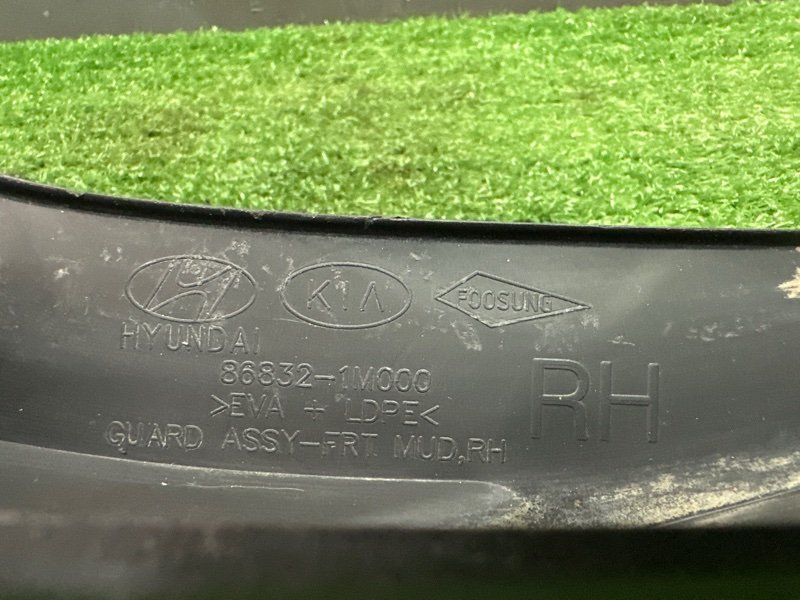 HYUNDAI
KIA
FOOSUNG
86832-1M000
>EVA + LDPE<
GUARD ASSY-FRT MUD,RH
RH